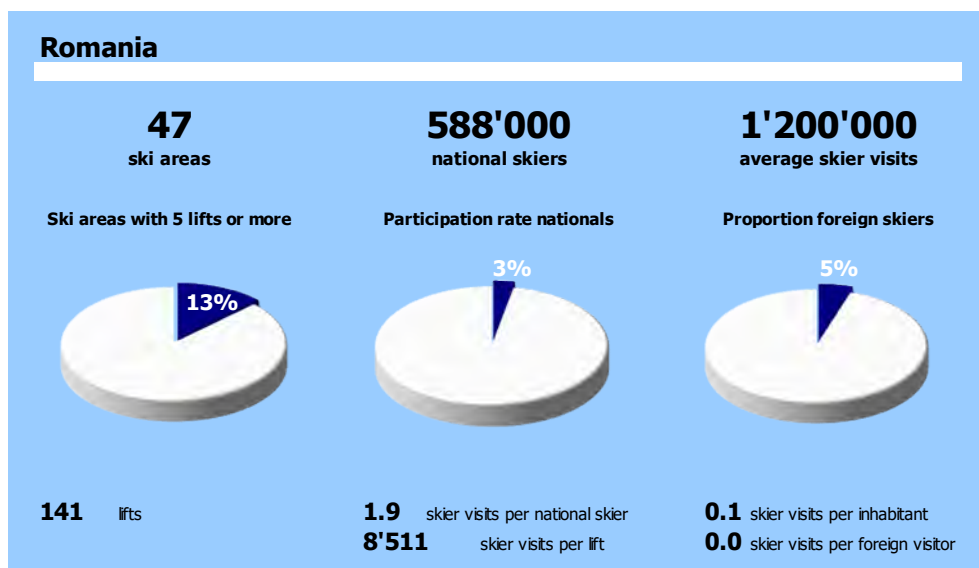 Romania
47
ski areas
588'000
national skiers
1'200'000
average skier visits
Ski areas with 5 lifts or more
Participation rate nationals
Proportion foreign skiers
13%
3%
5%
141 lifts
1.9 skier visits per national skier
8'511 skier visits per lift
0.1 skier visits per inhabitant
0.0 skier visits per foreign visitor